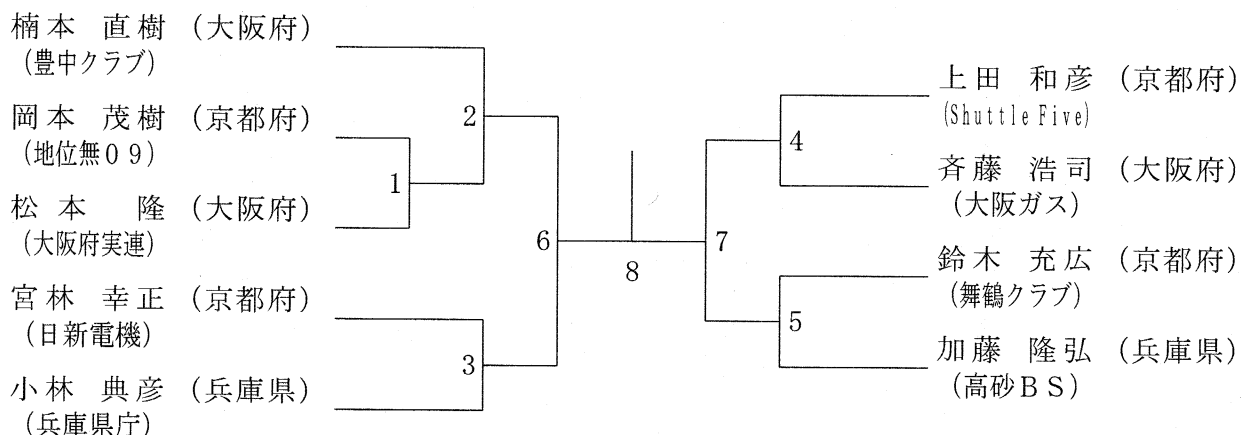 楠本 直樹 (大阪府)
(豊中クラブ)
岡本 茂樹 (京都府)
(地位無09)
松本 隆 (大阪府)
(大阪府実連)
宮林 幸正 (京都府)
(日新電機)
小林 典彦 (兵庫県)
(兵庫県庁)
2
1
6
3
8
7
4
5
上田 和彦 (京都府)
(Shuttle Five)
斉藤 浩司 (大阪府)
(大阪ガス)
鈴木 充広 (京都府)
(舞鶴クラブ)
加藤 隆弘 (兵庫県)
(高砂BS)